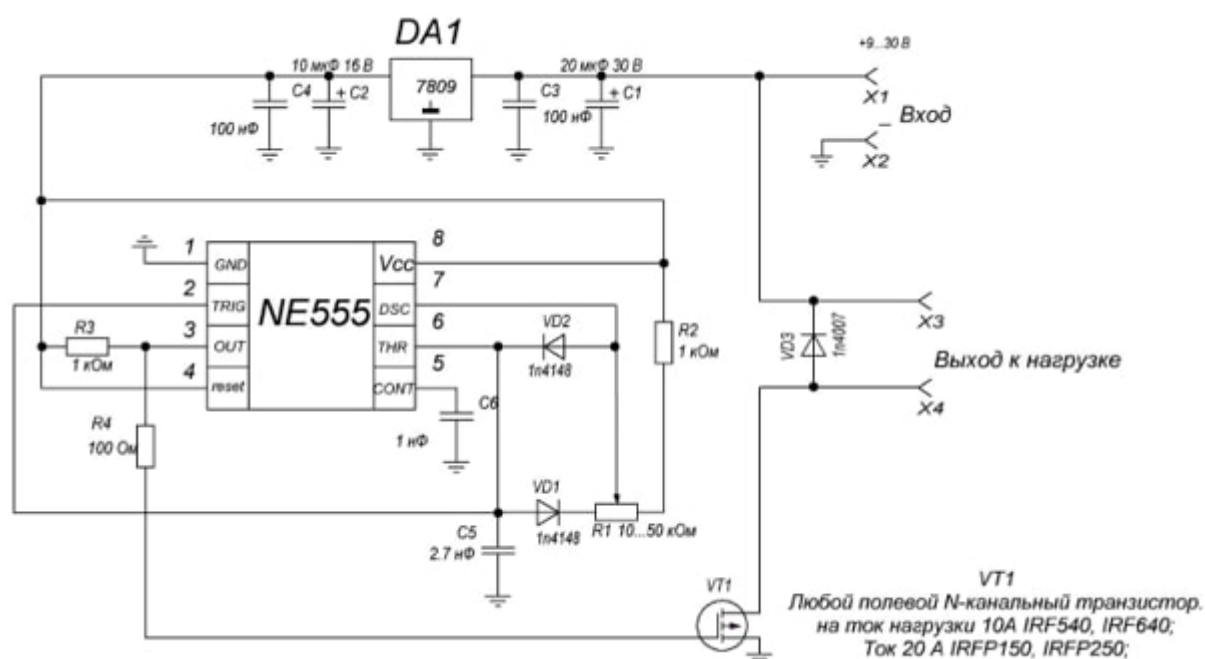 DA1
+9...30 В
10 мкФ 16 В
20 мкФ 30 В
7809
C4
+ C2
C3
+ C1
100 нФ
100 нФ
X1
– Вход
X2
1
GND
2
TRIG
3
OUT
4
reset
NE555
8
Vcc
7
DSC
6
THR
5
CONT
R3
1 кОм
R4
100 Ом
VD2
1n4148
R2
1 кОм
C6
1 нФ
VD1
1n4148
R1 10...50 кОм
C5
2.7 нФ
VD3
1n4007
X3
Выход к нагрузке
X4
VT1
VT1
Любой полевой N-канальный транзистор.
на ток нагрузки 10А IRF540, IRF640;
Ток 20 А IRFP150, IRFP250;